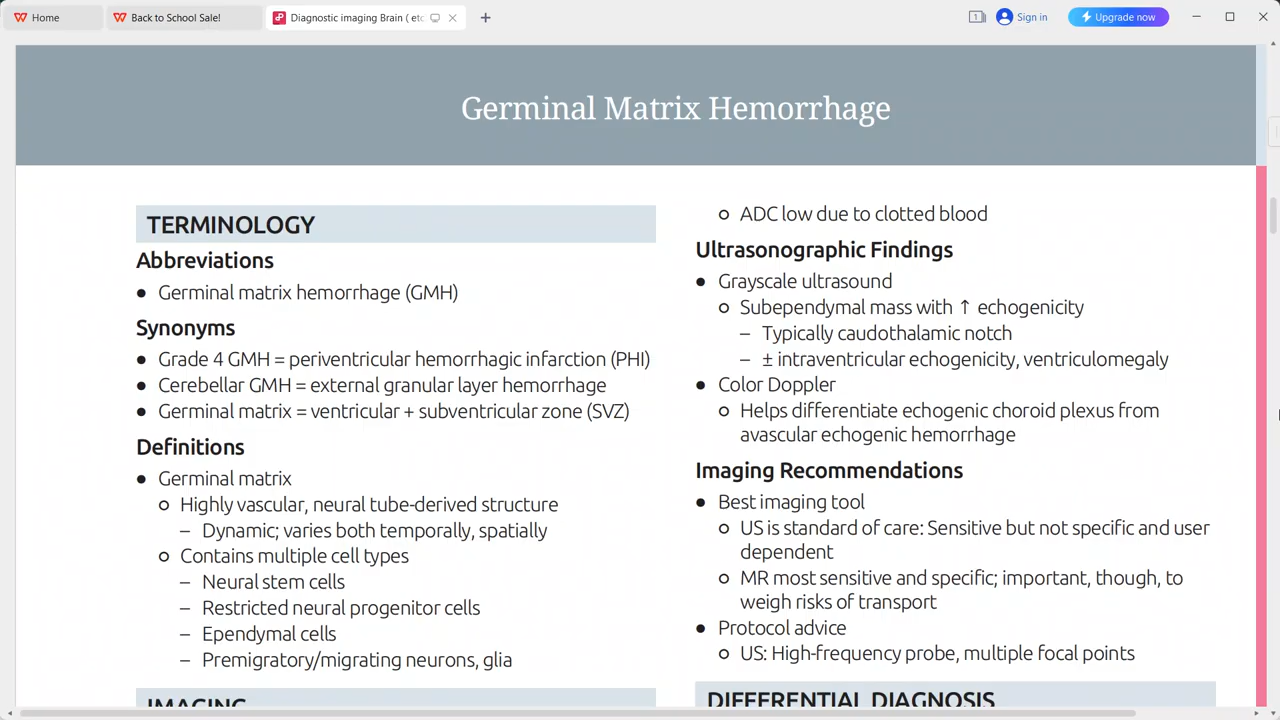 Home
Back to School Sale!
Diagnostic imaging Brain ( etc
Sign in
Upgrade now
Germinal Matrix Hemorrhage
TERMINOLOGY
Abbreviations
● Germinal matrix hemorrhage (GMH)
Synonyms
● Grade 4 GMH = periventricular hemorrhagic infarction (PHI)
● Cerebellar GMH = external granular layer hemorrhage
● Germinal matrix = ventricular + subventricular zone (SVZ)
Definitions
● Germinal matrix
○ Highly vascular, neural tube-derived structure
– Dynamic; varies both temporally, spatially
○ Contains multiple cell types
– Neural stem cells
– Restricted neural progenitor cells
– Ependymal cells
– Premigratory/migrating neurons, glia
IMAGING
○ ADC low due to clotted blood
Ultrasonographic Findings
● Grayscale ultrasound
○ Subependymal mass with ↑ echogenicity
– Typically caudothalamic notch
– ± intraventricular echogenicity, ventriculomegaly
● Color Doppler
○ Helps differentiate echogenic choroid plexus from
avascular echogenic hemorrhage
Imaging Recommendations
● Best imaging tool
○ US is standard of care: Sensitive but not specific and user
dependent
○ MR most sensitive and specific; important, though, to
weigh risks of transport
● Protocol advice
○ US: High-frequency probe, multiple focal points
DIFFERENTIAL DIAGNOSIS